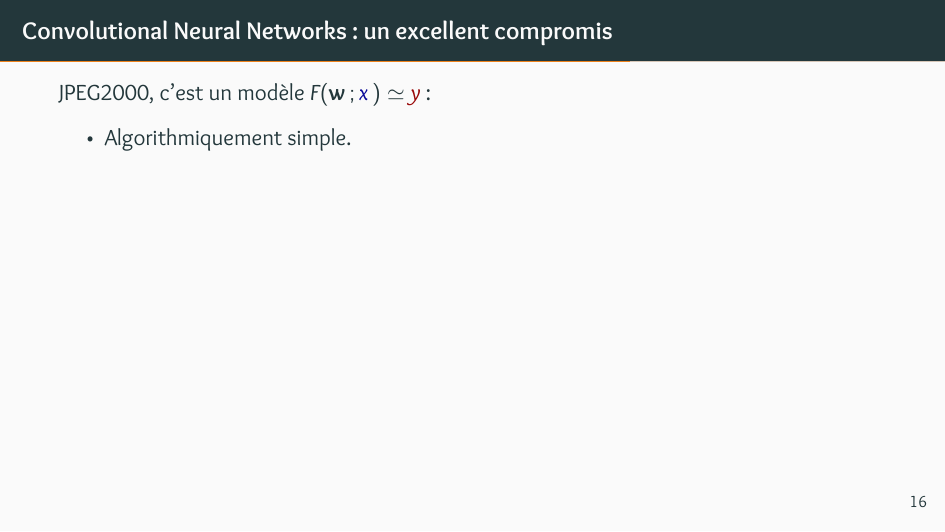 Convolutional Neural Networks : un excellent compromis
JPEG2000, c’est un modèle F(w ; x ) ≃ y :
• Algorithmiquement simple.
16